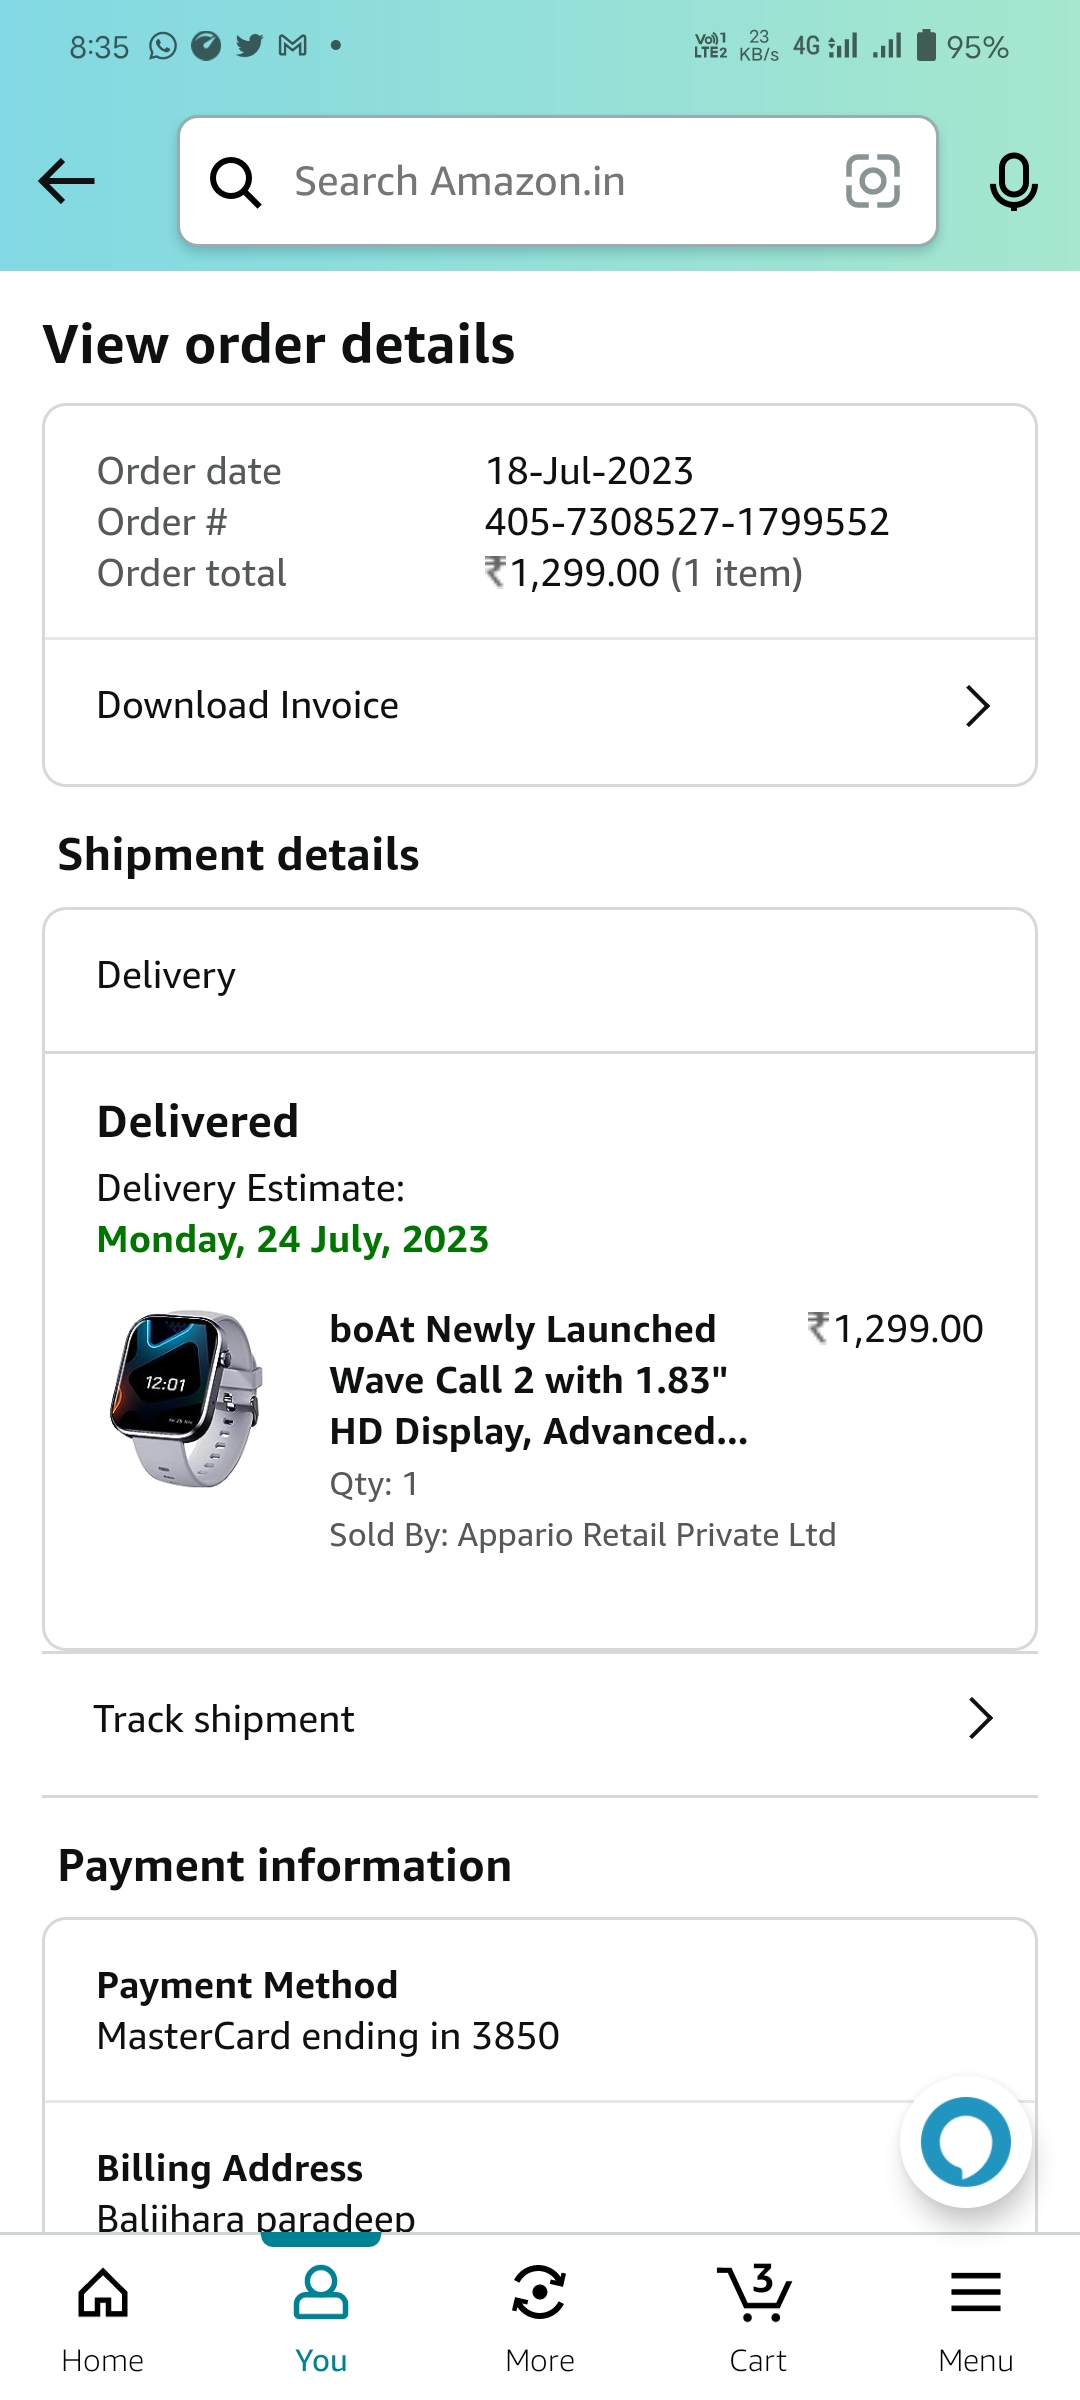 8:35
Vo)) 1 LTE2 23 KB/s 4G 95%
Search Amazon.in
View order details
Order date 18-Jul-2023
Order # 405-7308527-1799552
Order total ₹1,299.00 (1 item)
Download Invoice
Shipment details
Delivery
Delivered
Delivery Estimate:
Monday, 24 July, 2023
12:01
boAt Newly Launched ₹1,299.00
Wave Call 2 with 1.83"
HD Display, Advanced...
Qty: 1
Sold By: Appario Retail Private Ltd
Track shipment
Payment information
Payment Method
MasterCard ending in 3850
Billing Address
Balijhara paradeep
3
Home You More Cart Menu